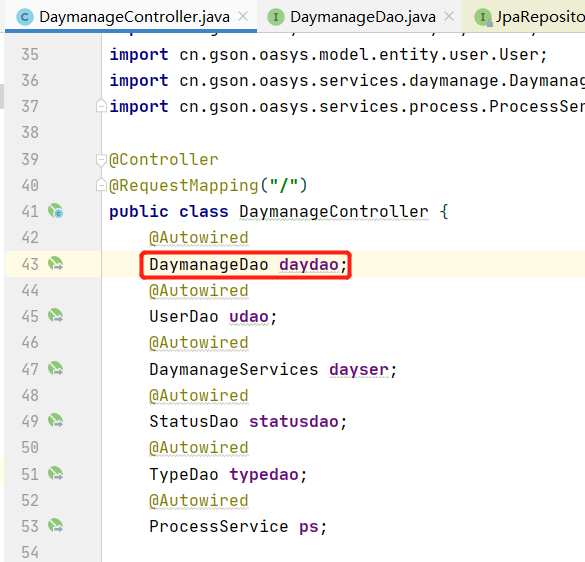 DaymanageController.java
DaymanageDao.java
JpaReposito
35 import cn.gson.oasys.model.entity.user.User;
36 import cn.gson.oasys.services.daymanage.Daymanag
37 import cn.gson.oasys.services.process.ProcessSer
38
39 @Controller
40 @RequestMapping("/")
41 public class DaymanageController {
42 @Autowired
43 DaymanageDao daydao;
44 @Autowired
45 UserDao udao;
46 @Autowired
47 DaymanageServices dayser;
48 @Autowired
49 StatusDao statusdao;
50 @Autowired
51 TypeDao typedao;
52 @Autowired
53 ProcessService ps;
54